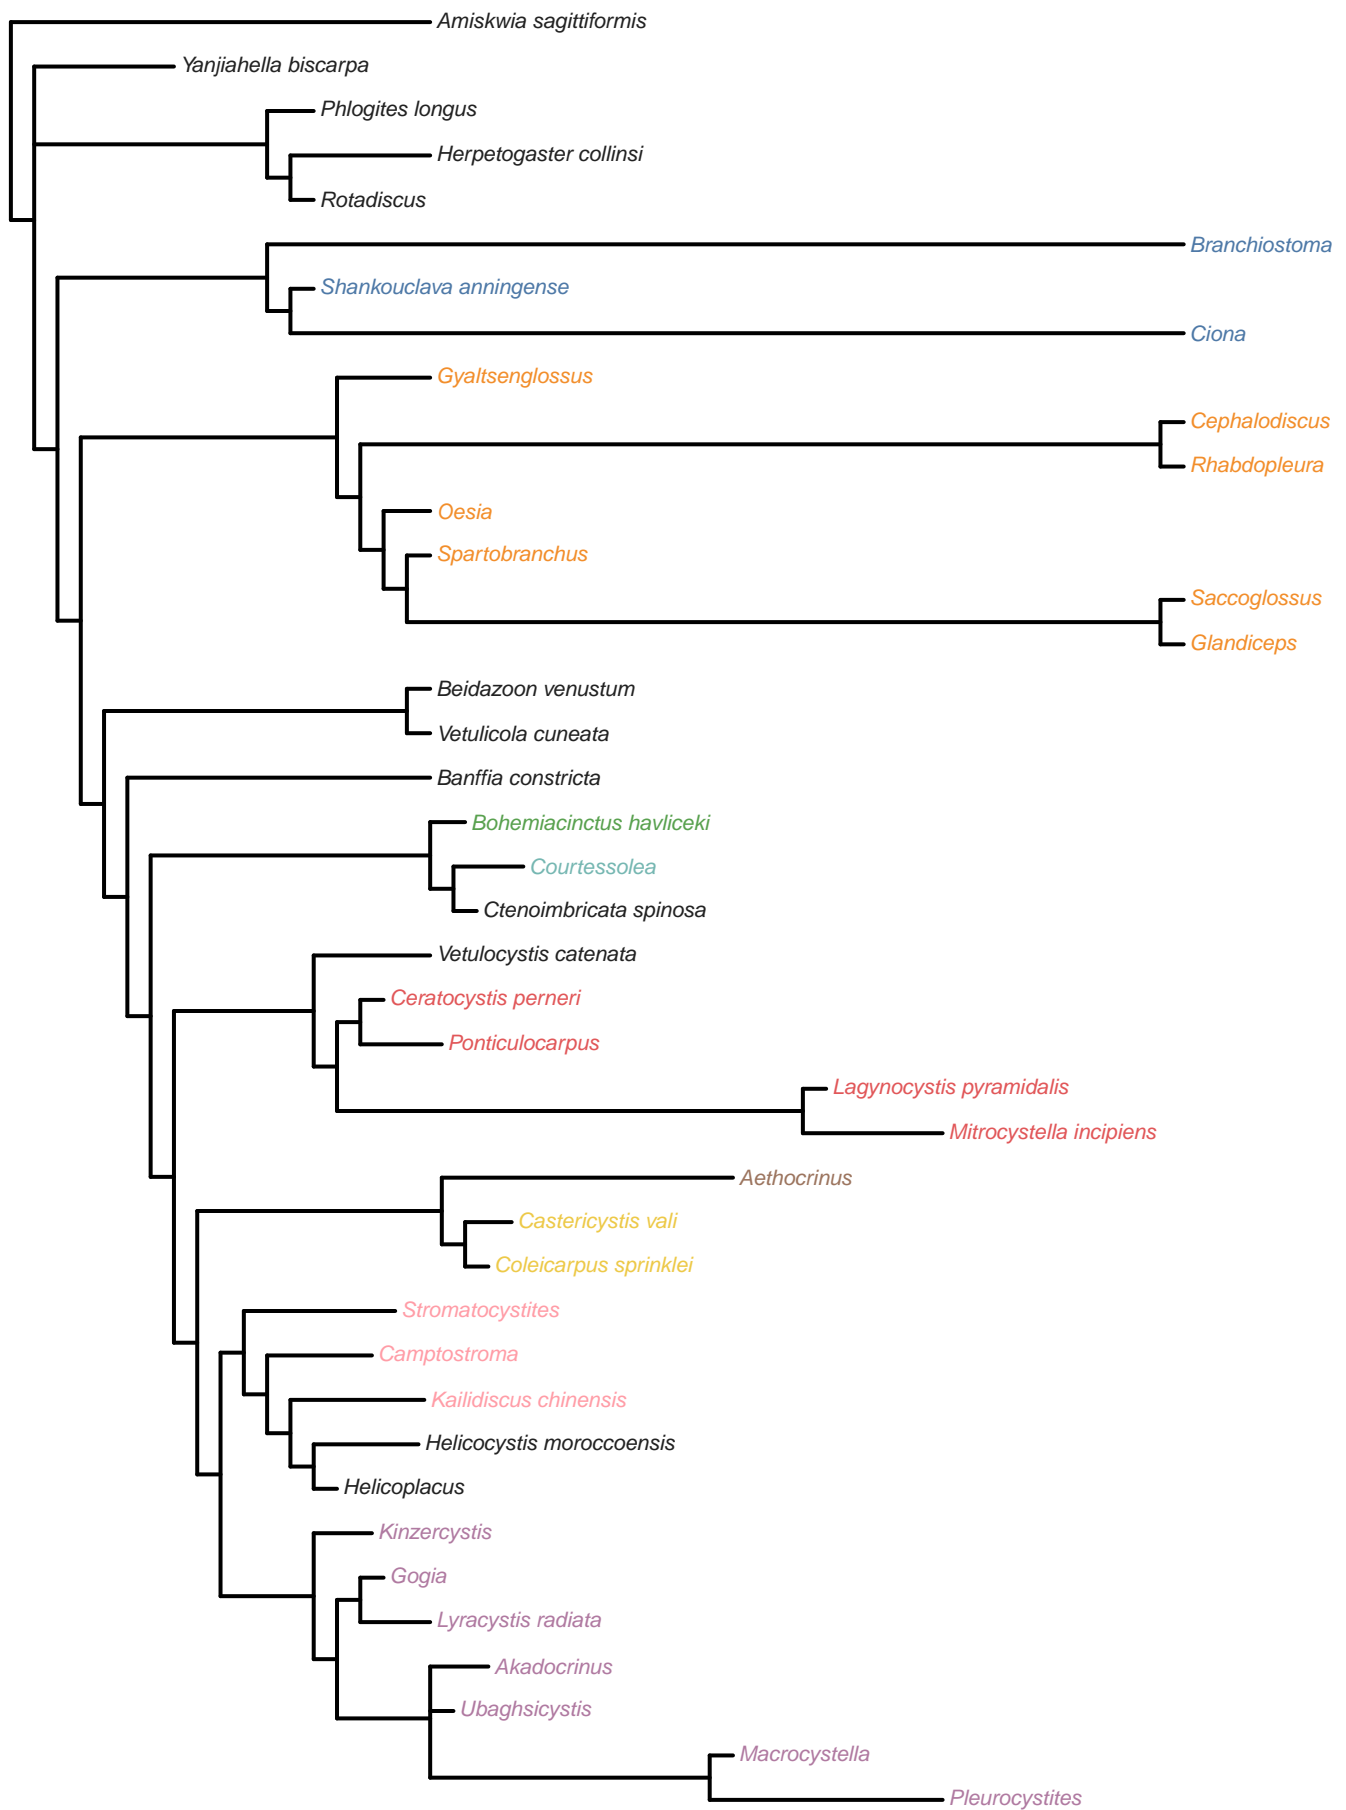 Amiskwia sagittiformis
Yanjiahella biscarpa
Phlogites longus
Herpetogaster collinsi
Rotadiscus
Branchiostoma
Shankouclava anningense
Ciona
Gyaltsenglossus
Cephalodiscus
Rhabdopleura
Oesia
Spartobranchus
Saccoglossus
Glandiceps
Beidazoon venustum
Vetulicola cuneata
Banffia constricta
Bohemiacinctus havliceki
Courtessolea
Ctenoimbricata spinosa
Vetulocystis catenata
Ceratocystis perneri
Ponticulocarpus
Lagynocystis pyramidalis
Mitrocystella incipiens
Aethocrinus
Castericystis vali
Coleicarpus sprinklei
Stromatocystites
Camptostroma
Kailidiscus chinensis
Helicocystis moroccoensis
Helicoplacus
Kinzercystis
Gogia
Lyracystis radiata
Akadocrinus
Ubaghsicystis
Macrocystella
Pleurocystites